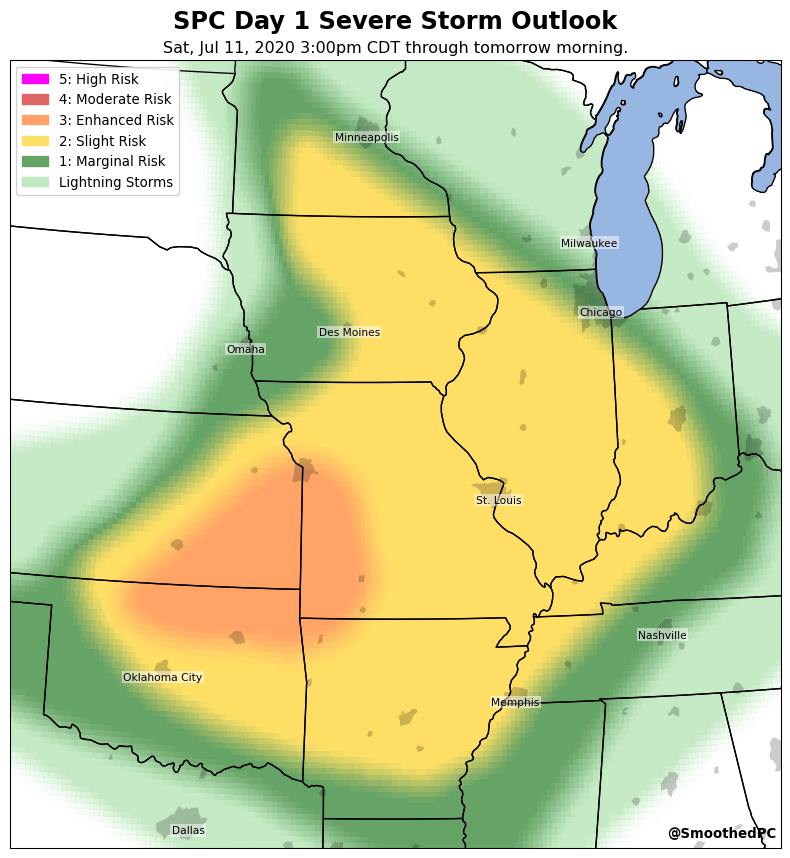 SPC Day 1 Severe Storm Outlook
Sat, Jul 11, 2020 3:00pm CDT through tomorrow morning.
5: High Risk
4: Moderate Risk
3: Enhanced Risk
2: Slight Risk
1: Marginal Risk
Lightning Storms
Minneapolis
Milwaukee
Chicago
Des Moines
Omaha
St. Louis
Nashville
Oklahoma City
Memphis
Dallas
@SmoothedPC